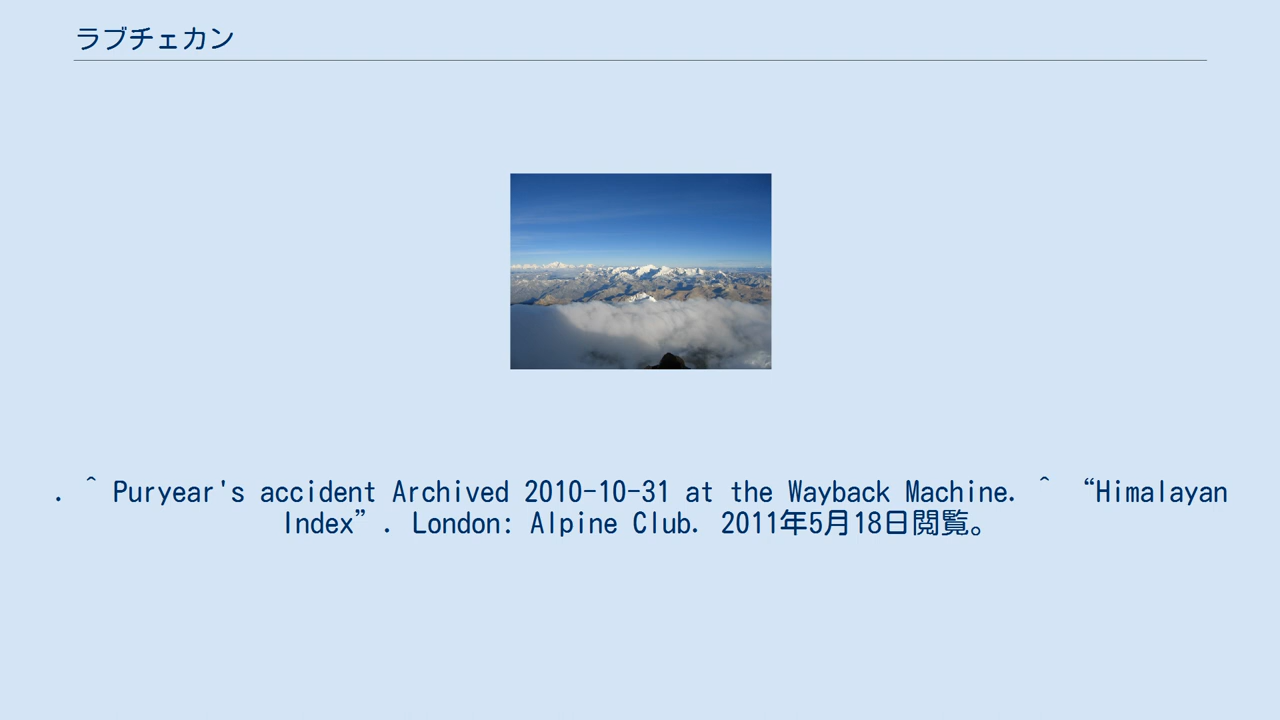 ラブチェカン
. ^ Puryear's accident Archived 2010-10-31 at the Wayback Machine. ^ “Himalayan
Index”. London: Alpine Club. 2011年5月18日閲覧。